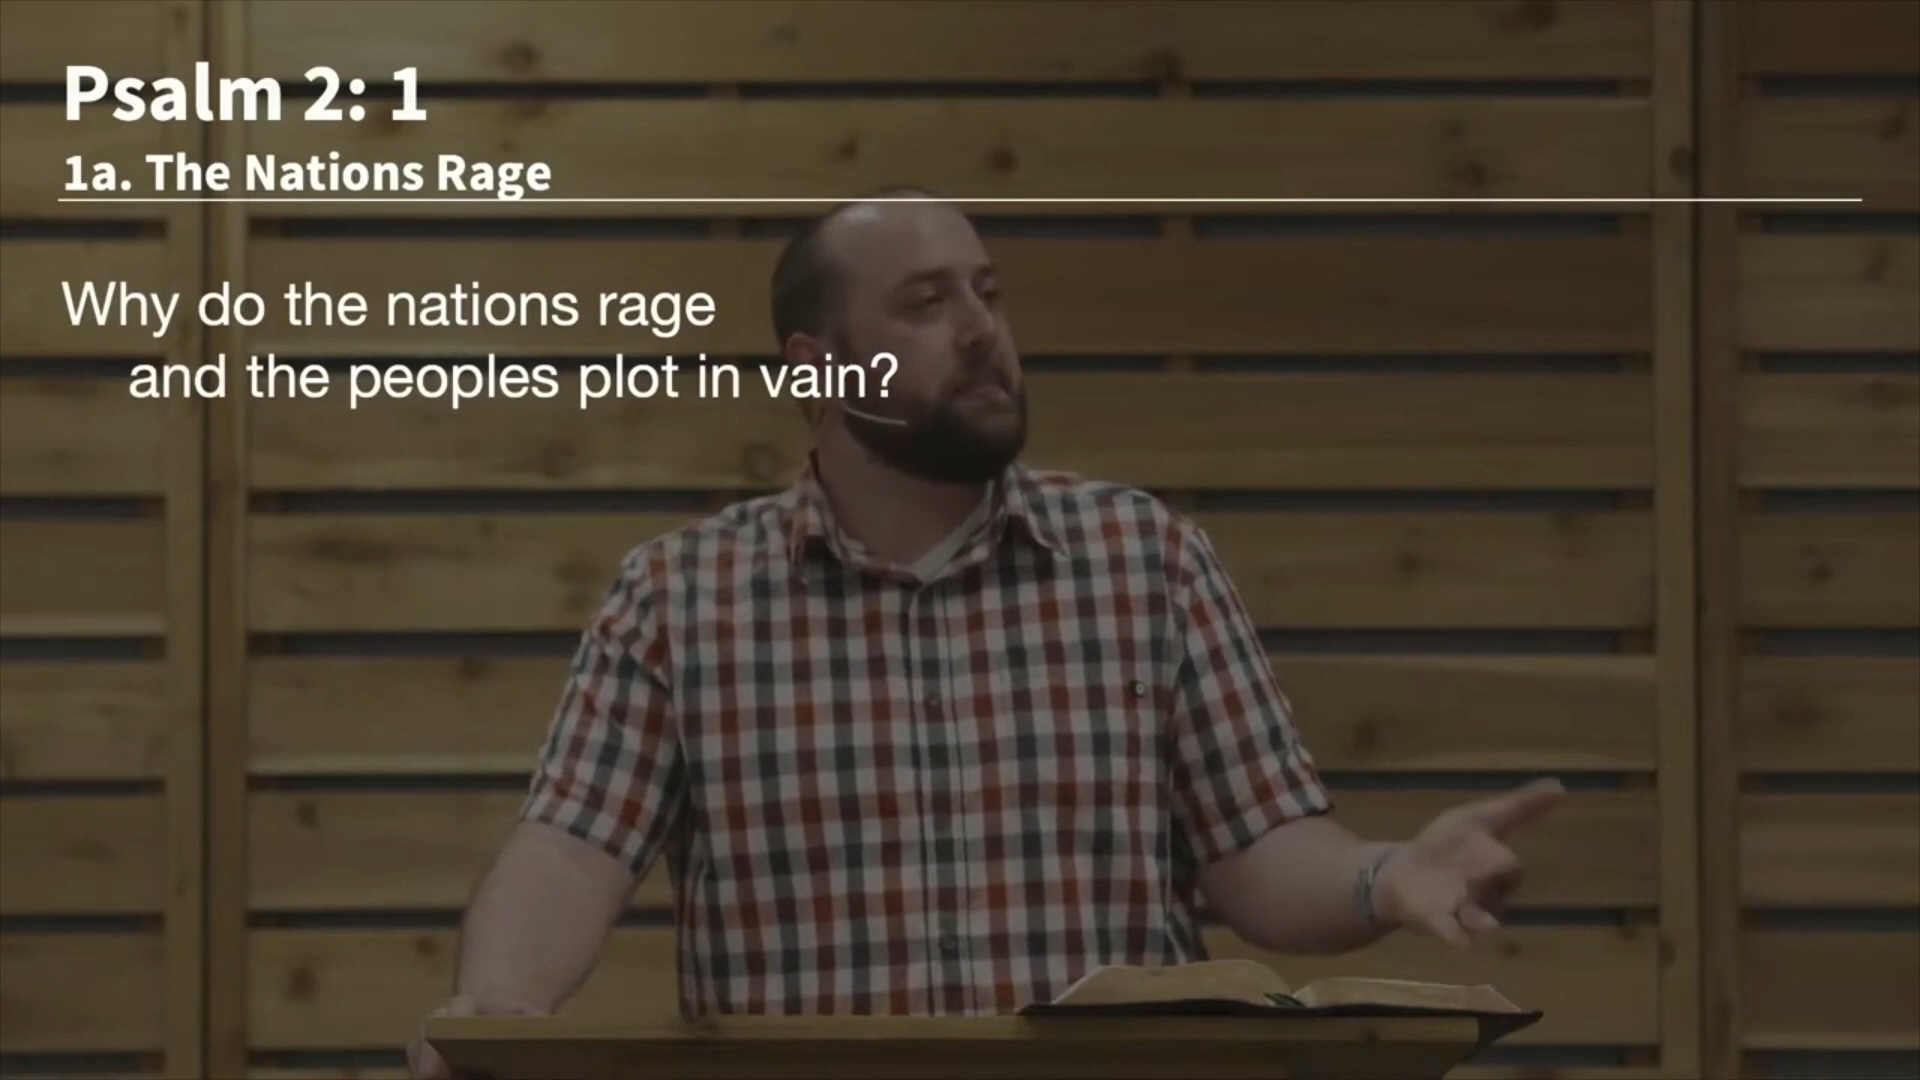 Psalm 2: 1
1a. The Nations Rage
Why do the nations rage
and the peoples plot in vain?